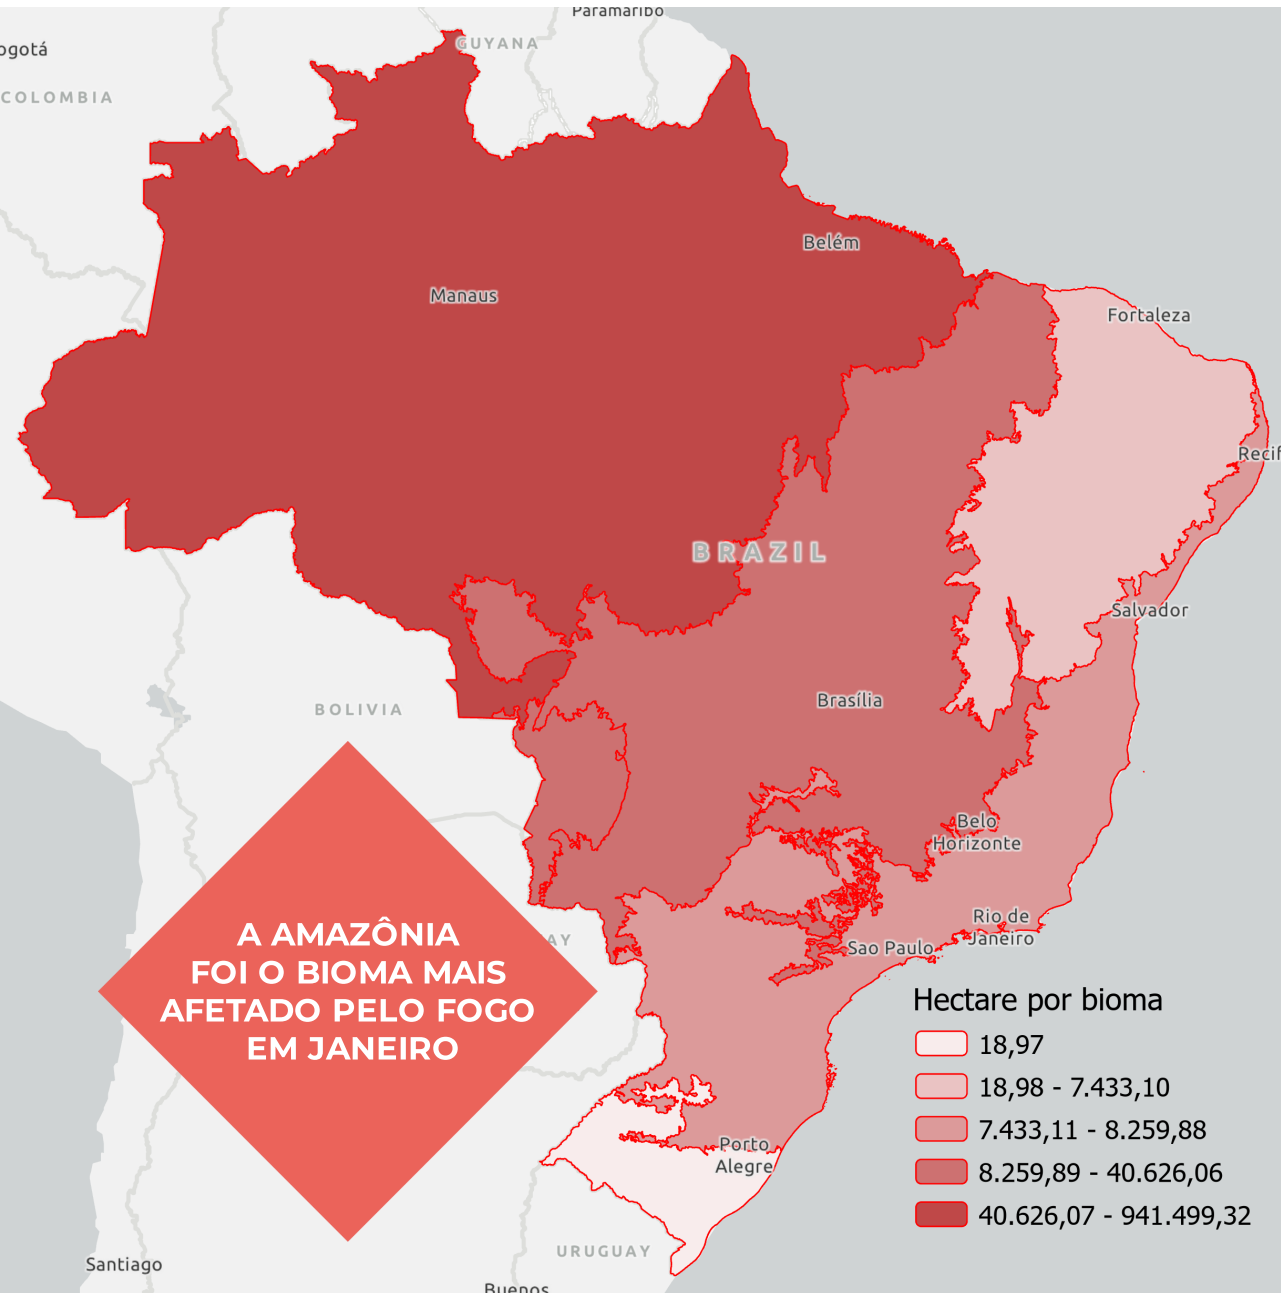 Paramaribo
GUYANA
ogotá
COLOMBIA
Belém
Manaus
Fortaleza
Recif
BRAZIL
Salvador
Brasília
BOLIVIA
Belo
Horizonte
Rio de
Janeiro
Sao Paulo
AY
A AMAZÔNIA
FOI O BIOMA MAIS
AFETADO PELO FOGO
EM JANEIRO
Hectare por bioma
18,97
18,98 - 7.433,10
7.433,11 - 8.259,88
8.259,89 - 40.626,06
40.626,07 - 941.499,32
Porto
Alegre
URUGUAY
Santiago
Buenos